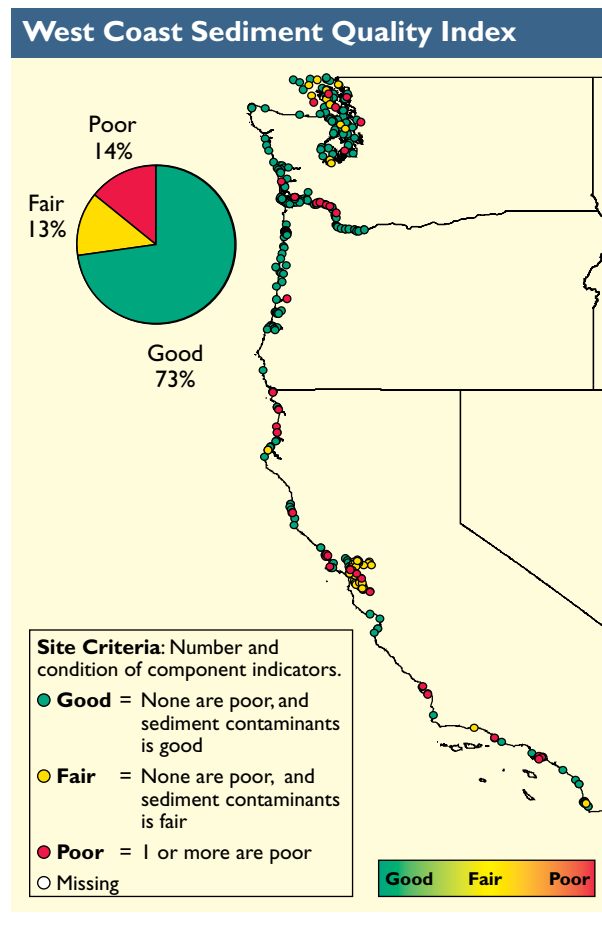 West Coast Sediment Quality Index
Poor
14%
Fair
13%
Good
73%
Site Criteria: Number and
condition of component indicators.
Good = None are poor, and
sediment contaminants
is good
Fair = None are poor, and
sediment contaminants
is fair
Poor = 1 or more are poor
Missing
Good Fair Poor